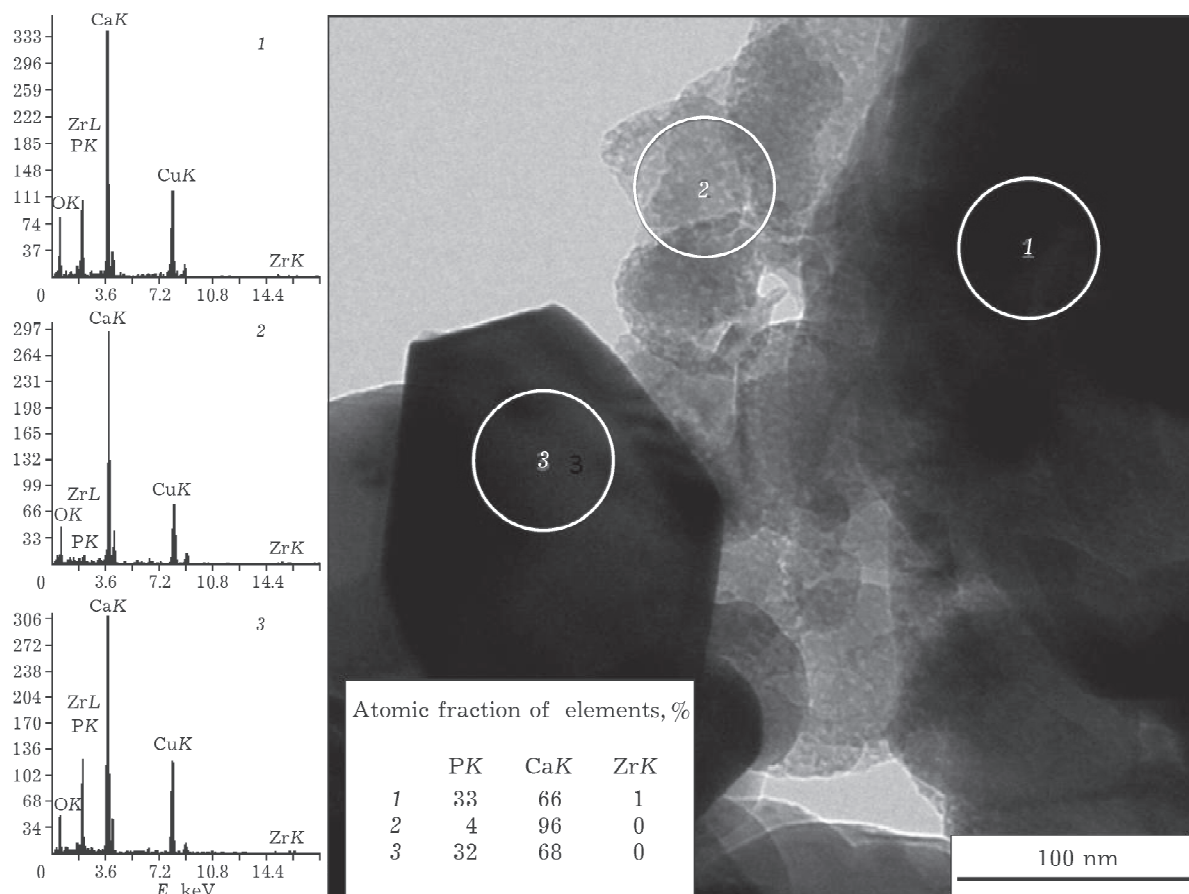 CaK
1
333
296
259
222
185
148
111
74
37
ZrL
PK
CuK
OK
ZrK
0 3.6 7.2 10.8 14.4
CaK
2
297
264
231
198
165
132
99
66
33
ZrL
OK
PK
CuK
ZrK
0 3.6 7.2 10.8 14.4
CaK
3
306
272
238
204
170
136
102
68
34
ZrL
PK
CuK
OK
ZrK
0 3.6 7.2 10.8 14.4
E, keV
2
1
3 3
Atomic fraction of elements, %
PK CaK ZrK
1 33 66 1
2 4 96 0
3 32 68 0
100 nm